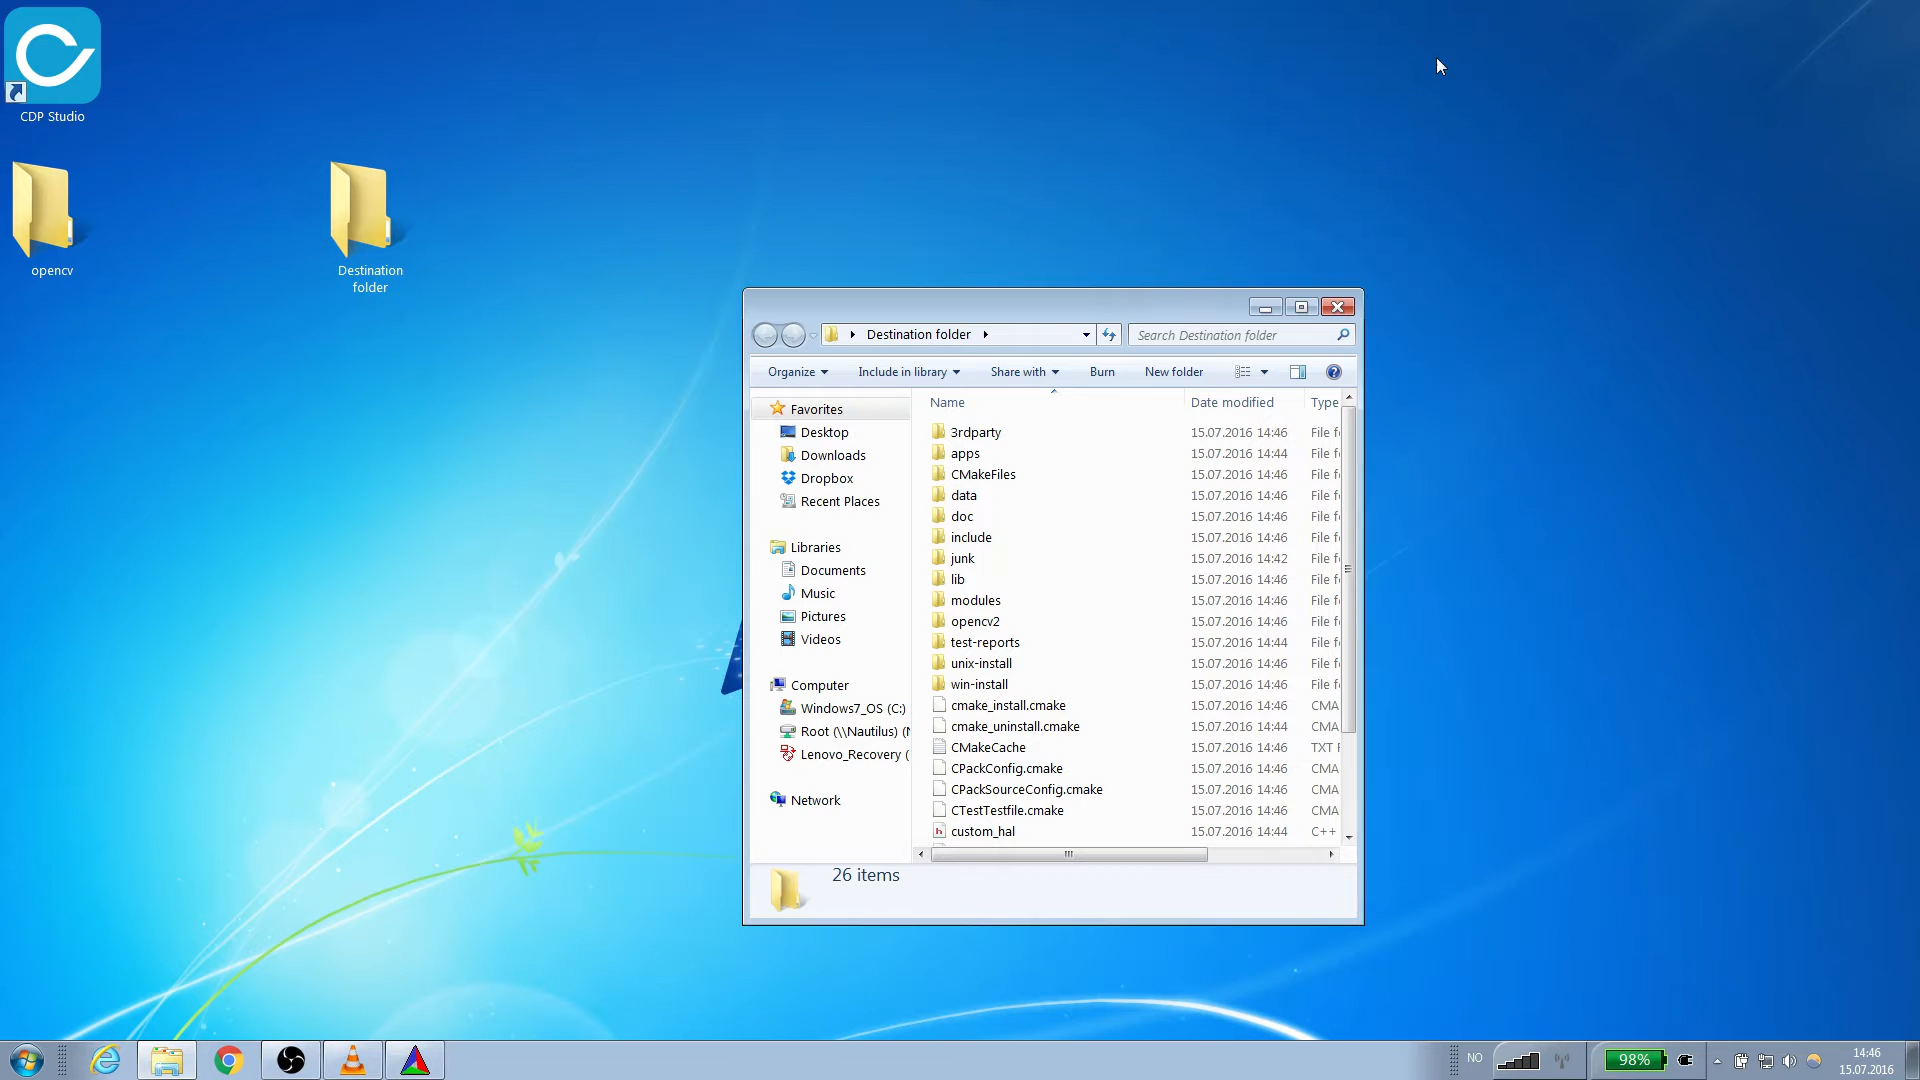 CDP Studio
opencv
Destination
folder
Destination folder
Search Destination folder
Organize
Include in library
Share with
Burn
New folder
Name
Date modified
Type
Favorites
Desktop
Downloads
Dropbox
Recent Places
Libraries
Documents
Music
Pictures
Videos
Computer
Windows7_OS (C:)
Root (\\Nautilus) (
Lenovo_Recovery (
Network
3rdparty 15.07.2016 14:46 File f
apps 15.07.2016 14:44 File f
CMakeFiles 15.07.2016 14:46 File f
data 15.07.2016 14:46 File f
doc 15.07.2016 14:46 File f
include 15.07.2016 14:46 File f
junk 15.07.2016 14:42 File f
lib 15.07.2016 14:46 File f
modules 15.07.2016 14:46 File f
opencv2 15.07.2016 14:46 File f
test-reports 15.07.2016 14:44 File f
unix-install 15.07.2016 14:46 File f
win-install 15.07.2016 14:46 File f
cmake_install.cmake 15.07.2016 14:46 CMA
cmake_uninstall.cmake 15.07.2016 14:44 CMA
CMakeCache 15.07.2016 14:46 TXT F
CPackConfig.cmake 15.07.2016 14:46 CMA
CPackSourceConfig.cmake 15.07.2016 14:46 CMA
CTestTestfile.cmake 15.07.2016 14:46 CMA
custom_hal 15.07.2016 14:44 C++
26 items
NO
98%
14:46
15.07.2016